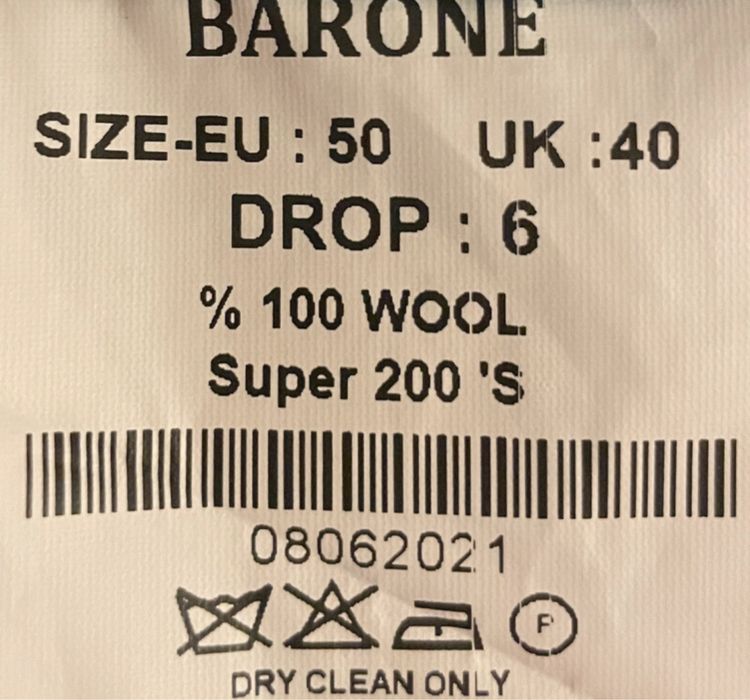 BARONE
SIZE-EU : 50 UK :40
DROP : 6
% 100 WOOL
Super 200 'S
08062021
P
DRY CLEAN ONLY